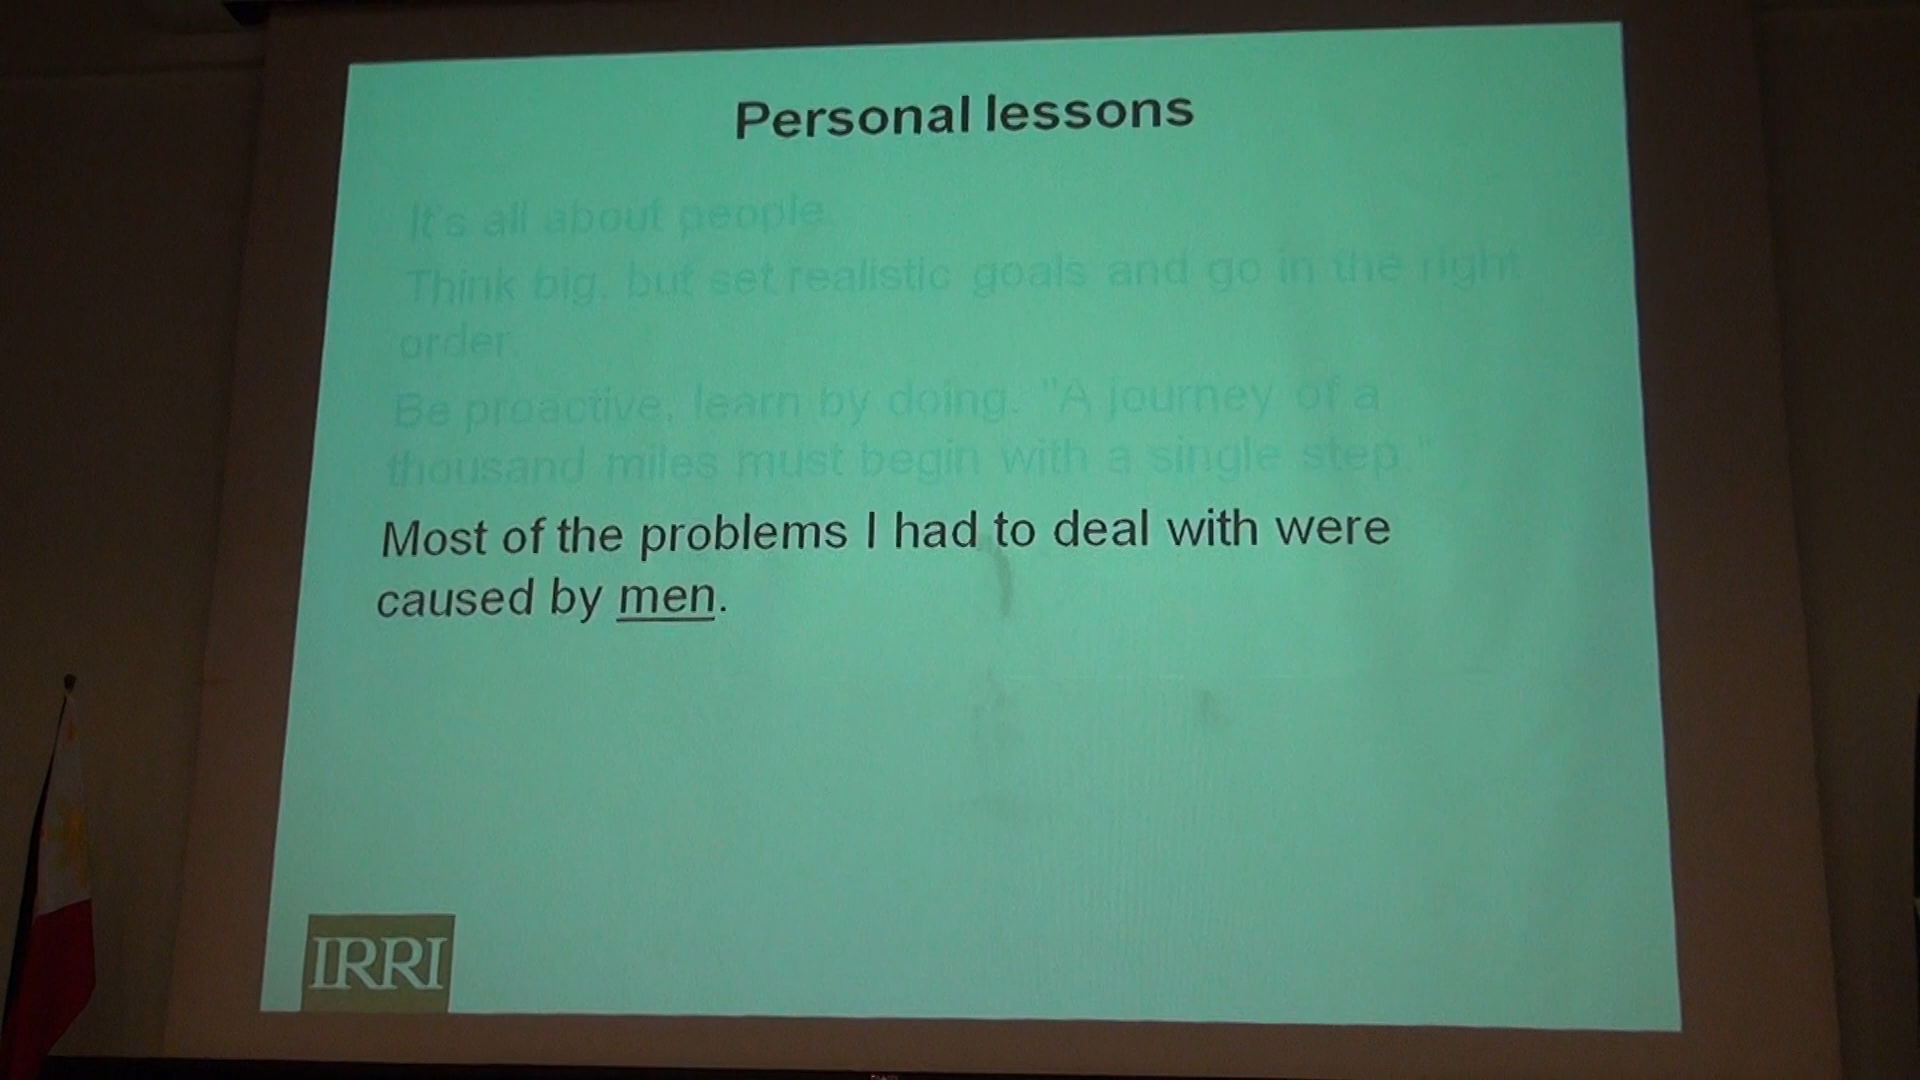 Personal lessons
It's all about people.
Think big, but set realistic goals and go in the right
order.
Be proactive, learn by doing. "A journey of a
thousand miles must begin with a single step."
Most of the problems I had to deal with were
caused by men.
IRRI